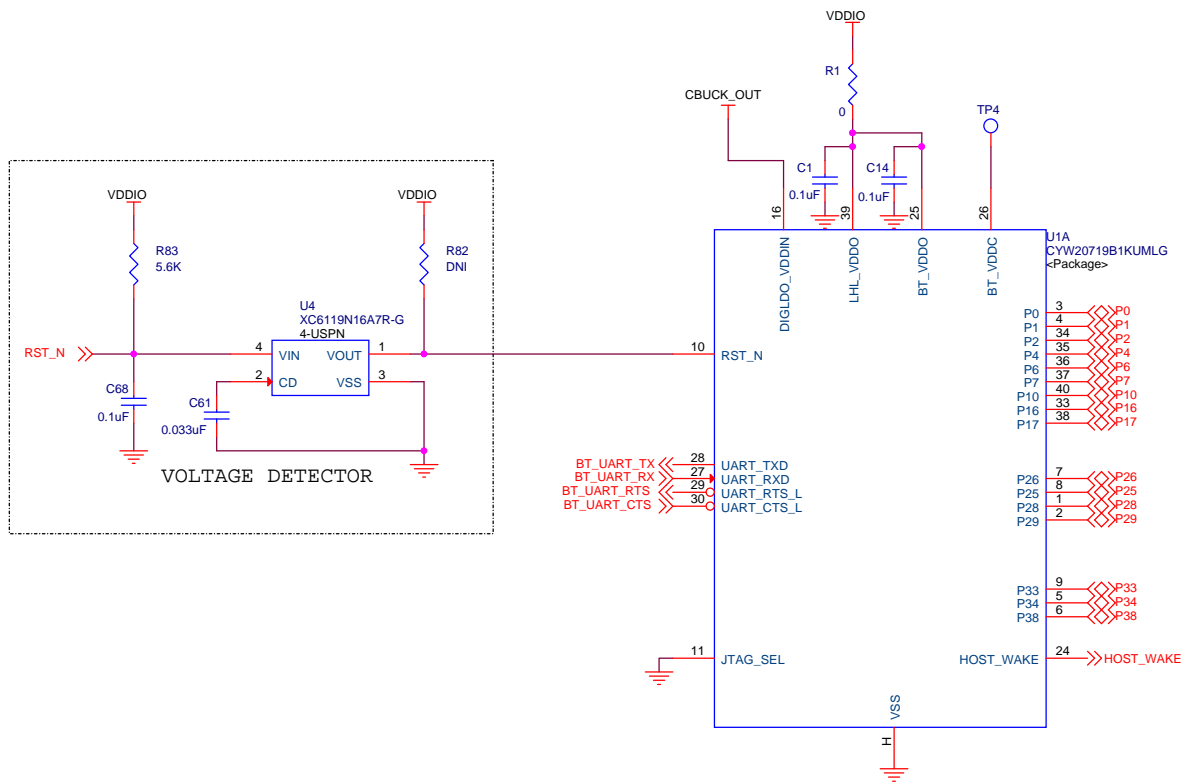 VDDIO
R1
0
CBUCK_OUT
TP4
C1
0.1uF
C14
0.1uF
16
39
25
26
DIGLDO_VDDIN
LHL_VDDO
BT_VDDO
BT_VDDC
U1A
CYW20719B1KUMLG
<Package>
VDDIO
VDDIO
R83
5.6K
R82
DNI
U4
XC6119N16A7R-G
4-USPN
RST_N
4 VIN VOUT 1
2 CD VSS 3
C68
0.1uF
C61
0.033uF
VOLTAGE DETECTOR
10 RST_N
BT_UART_TX 28 UART_TXD
BT_UART_RX 27 UART_RXD
BT_UART_RTS 29 UART_RTS_L
BT_UART_CTS 30 UART_CTS_L
11 JTAG_SEL
P0 3 P0
P1 4 P1
P2 34 P2
P4 35 P4
P6 36 P6
P7 37 P7
P10 40 P10
P16 33 P16
P17 38 P17
P26 7 P26
P25 8 P25
P28 1 P28
P29 2 P29
P33 9 P33
P34 5 P34
P38 6 P38
HOST_WAKE 24 HOST_WAKE
VSS
H